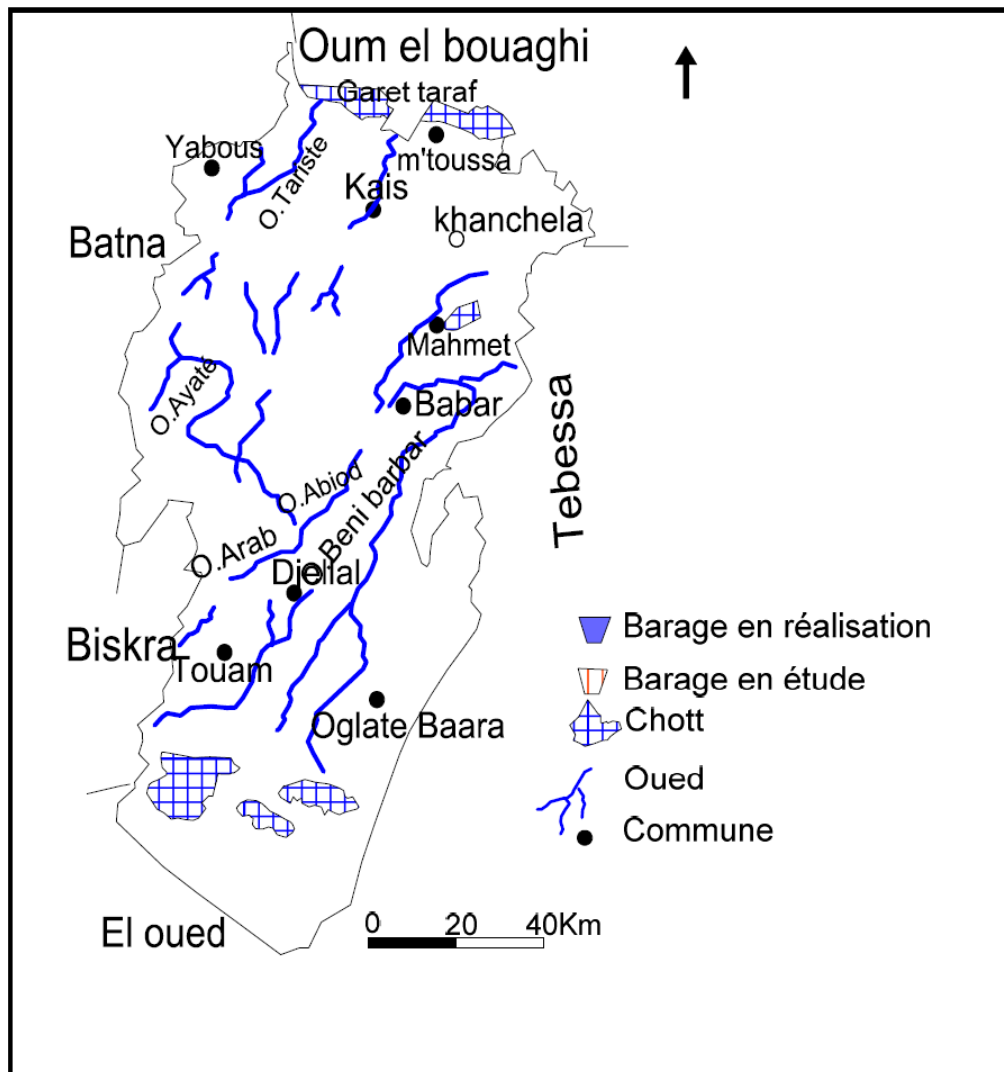 Oum el bouaghi
Garet taraf
Yabous
m'toussa
O.Tariste
Kais
khanchela
Batna
Mahmet
O.Ayaté
Babar
Tebessa
O.Abiod
O.Beni barbar
O.Arab
Djellal
Biskra
Touam
Oglate Baara
Barage en réalisation
Barage en étude
Chott
Oued
Commune
El oued
0 20 40Km